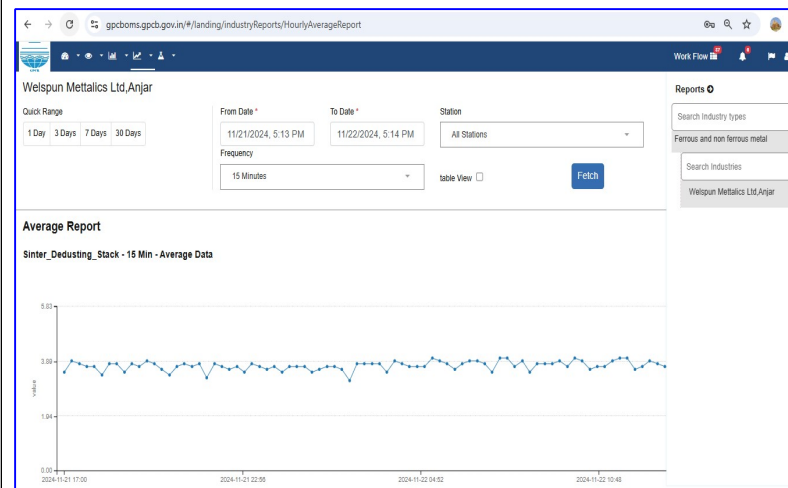 gpcboms.gpcb.gov.in/#/landing/industryReports/HourlyAverageReport
Work Flow
Welspun Mettalics Ltd,Anjar
Reports
Quick Range
From Date *
To Date *
Station
Search Industry types
1 Day 3 Days 7 Days 30 Days
11/21/2024, 5:13 PM
11/22/2024, 5:14 PM
All Stations
Ferrous and non ferrous metal
Frequency
Search Industries
15 Minutes
table View
Fetch
Welspun Mettalics Ltd,Anjar
Average Report
Sinter_Dedusting_Stack - 15 Min - Average Data
5.83
3.89
value
1.94
0.00
2024-11-21 17:00
2024-11-21 22:56
2024-11-22 04:52
2024-11-22 10:48